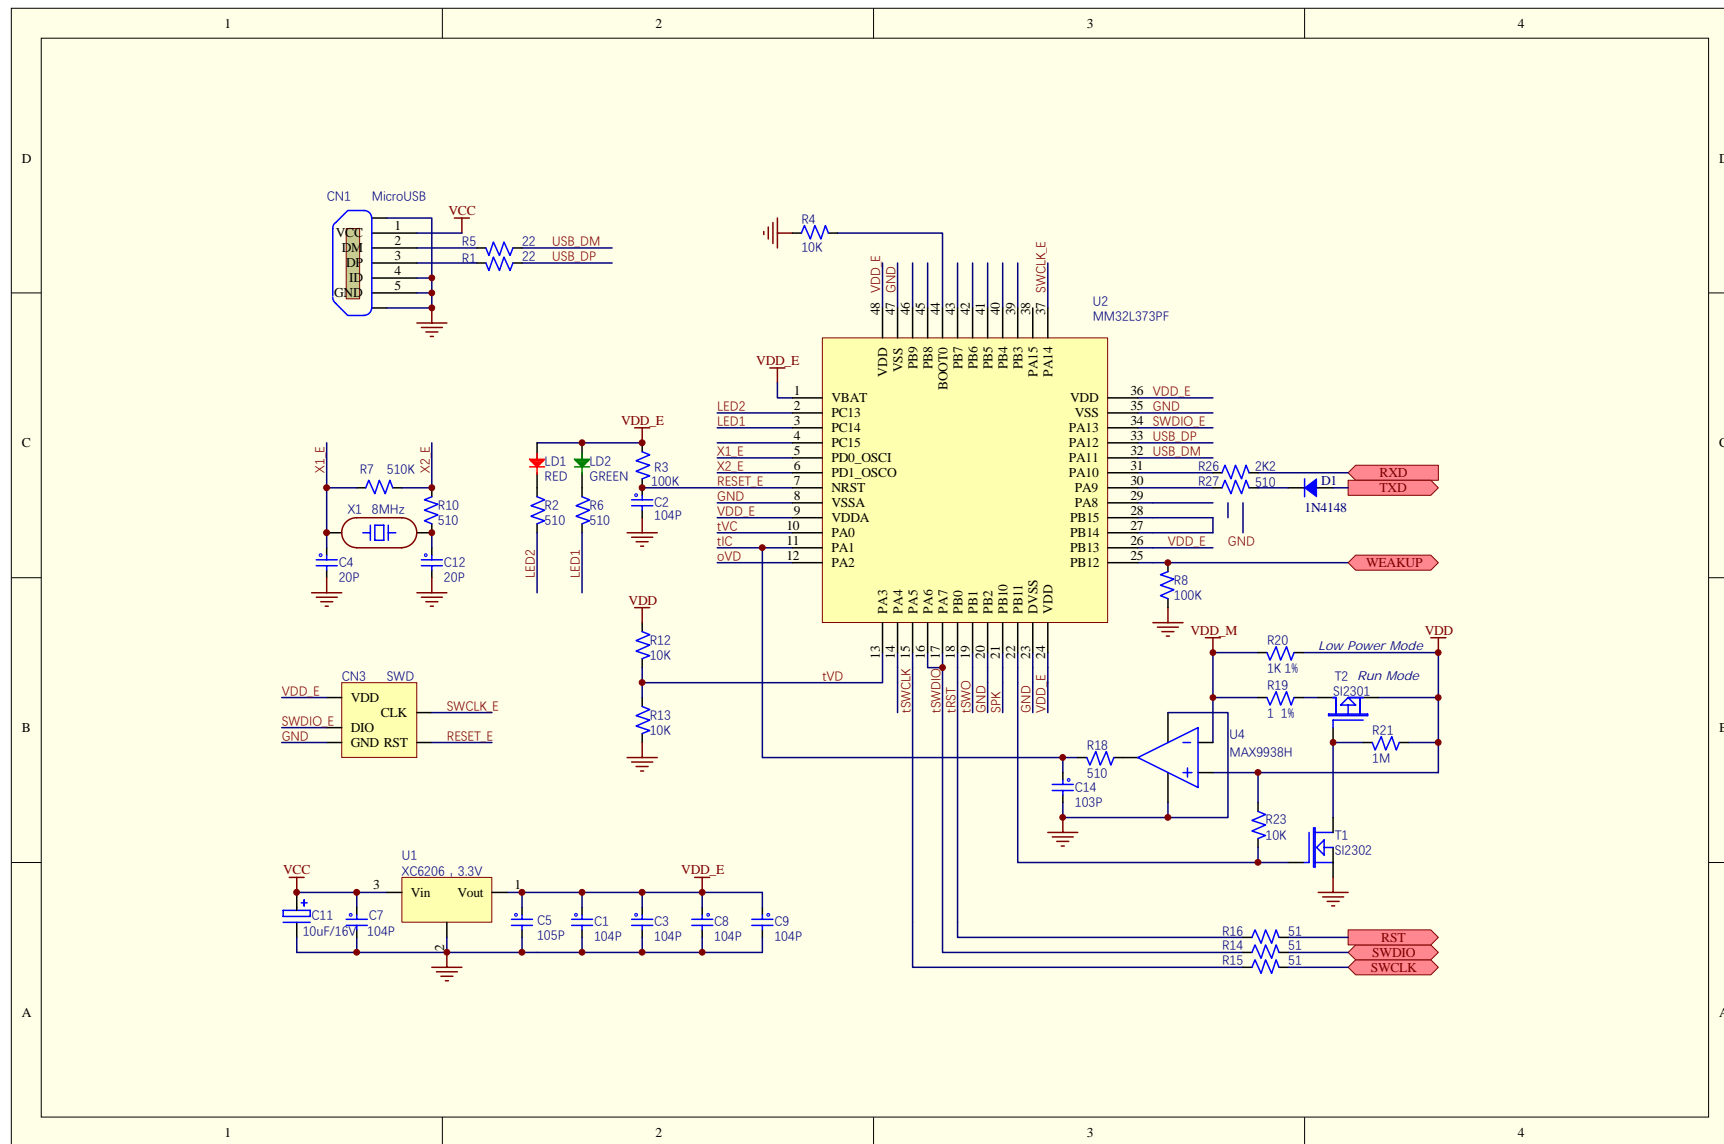 1 2 3 4
D D
CN1 MicroUSB
VCC
VCC 1
DM 2 R5 22 USB_DM
DP 3 R1 22 USB_DP
ID 4
GND 5
R4
10K
VDD_E GND SWCLK_E
48 47 46 45 44 43 42 41 40 39 38 37
U2
MM32L373PF
VDD VSS PB9 PB8 BOOT0 PB7 PB6 PB5 PB4 PB3 PA15 PA14
VDD_E
1 VBAT
LED2 2 PC13
LED1 3 PC14
4 PC15
X1_E 5 PD0_OSCI
X2_E 6 PD1_OSCO
RESET_E 7 NRST
GND 8 VSSA
VDD_E 9 VDDA
tVC 10 PA0
tIC 11 PA1
oVD 12 PA2
VDD 36 VDD_E
VSS 35 GND
PA13 34 SWDIO_E
PA12 33 USB_DP
PA11 32 USB_DM
PA10 31 R26 2K2 RXD
PA9 30 R27 510 D1 TXD
1N4148
PA8 29
PB15 28
PB14 27 GND
PB13 26 VDD_E
PB12 25 WEAKUP
R8
100K
PA3 PA4 PA5 PA6 PA7 PB0 PB1 PB2 PB10 PB11 DVSS VDD
13 14 15 16 17 18 19 20 21 22 23 24
tSWCLK tSWDIO tRST tSWO GND SPK GND VDD_E
C C
X1_E X2_E
R7 510K
R10
510
X1 8MHz
C4
20P
C12
20P
VDD_E
LD1
RED
LD2
GREEN
R3
100K
R2
510
R6
510
C2
104P
LED2 LED1
VDD
R12
10K
tVD
R13
10K
CN3 SWD
VDD_E VDD
CLK SWCLK_E
SWDIO_E DIO
GND GND RST RESET_E
B B
VDD_M VDD
R20 Low Power Mode
1K 1%
T2 Run Mode
R19 SI2301
1 1%
R21
1M
U4
MAX9938H
R18
510
C14
103P
R23
10K
T1
SI2302
U1
XC6206 , 3.3V
VCC VDD_E
3 Vin Vout 1
2
C11
10uF/16V
C7
104P
C5
105P
C1
104P
C3
104P
C8
104P
C9
104P
R16 51 RST
R14 51 SWDIO
R15 51 SWCLK
A A
1 2 3 4